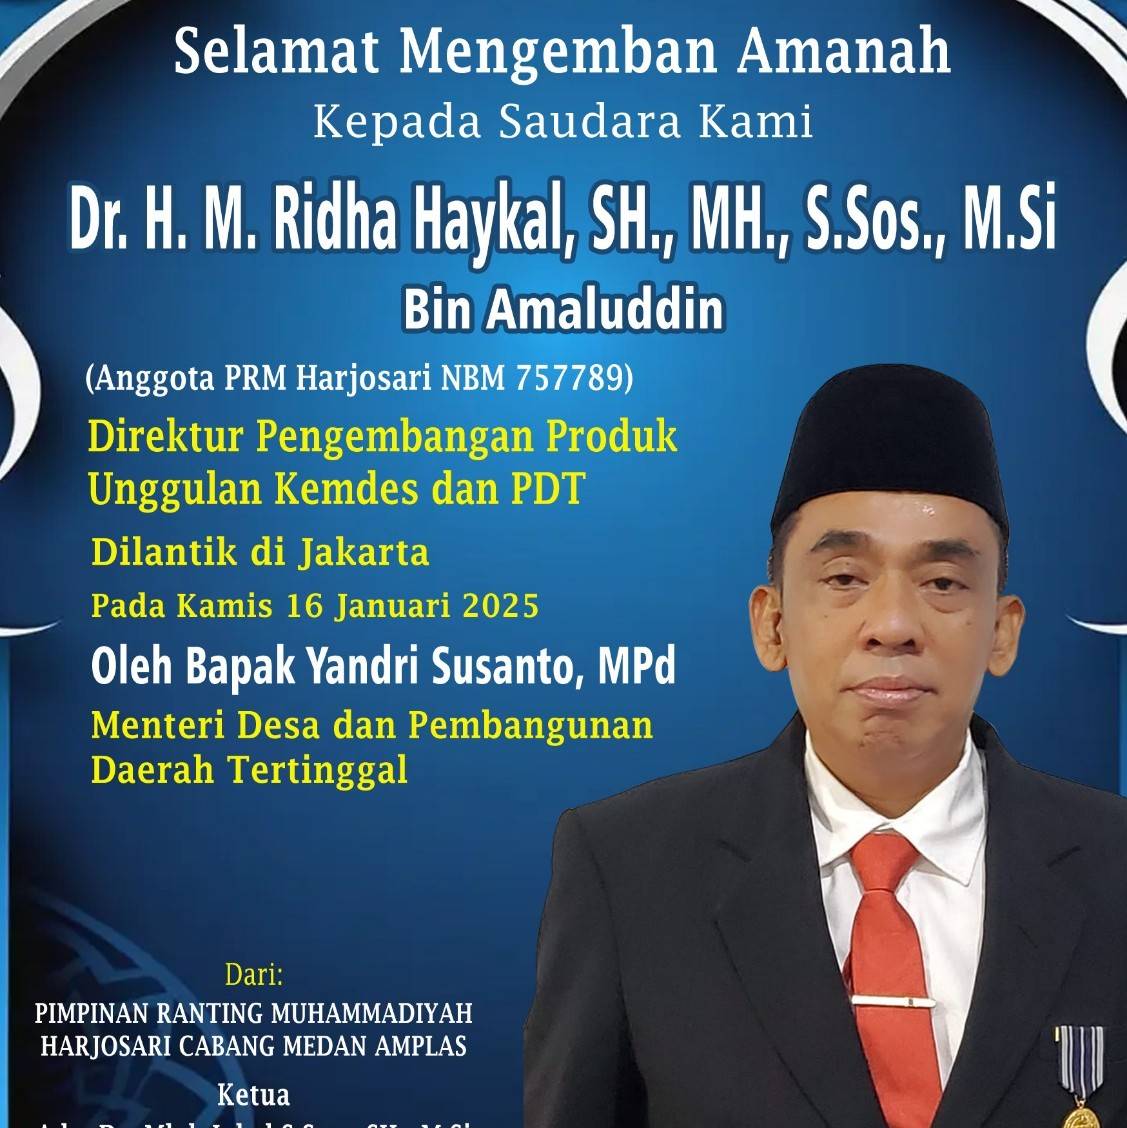 Selamat Mengemban Amanah
Kepada Saudara Kami
Dr. H. M. Ridha Haykal, SH., MH., S.Sos., M.Si
Bin Amaluddin
(Anggota PRM Harjosari NBM 757789)
Direktur Pengembangan Produk
Unggulan Kemdes dan PDT
Dilantik di Jakarta
Pada Kamis 16 Januari 2025
Oleh Bapak Yandri Susanto, MPd
Menteri Desa dan Pembangunan
Daerah Tertinggal
Dari:
PIMPINAN RANTING MUHAMMADIYAH
HARJOSARI CABANG MEDAN AMPLAS
Ketua